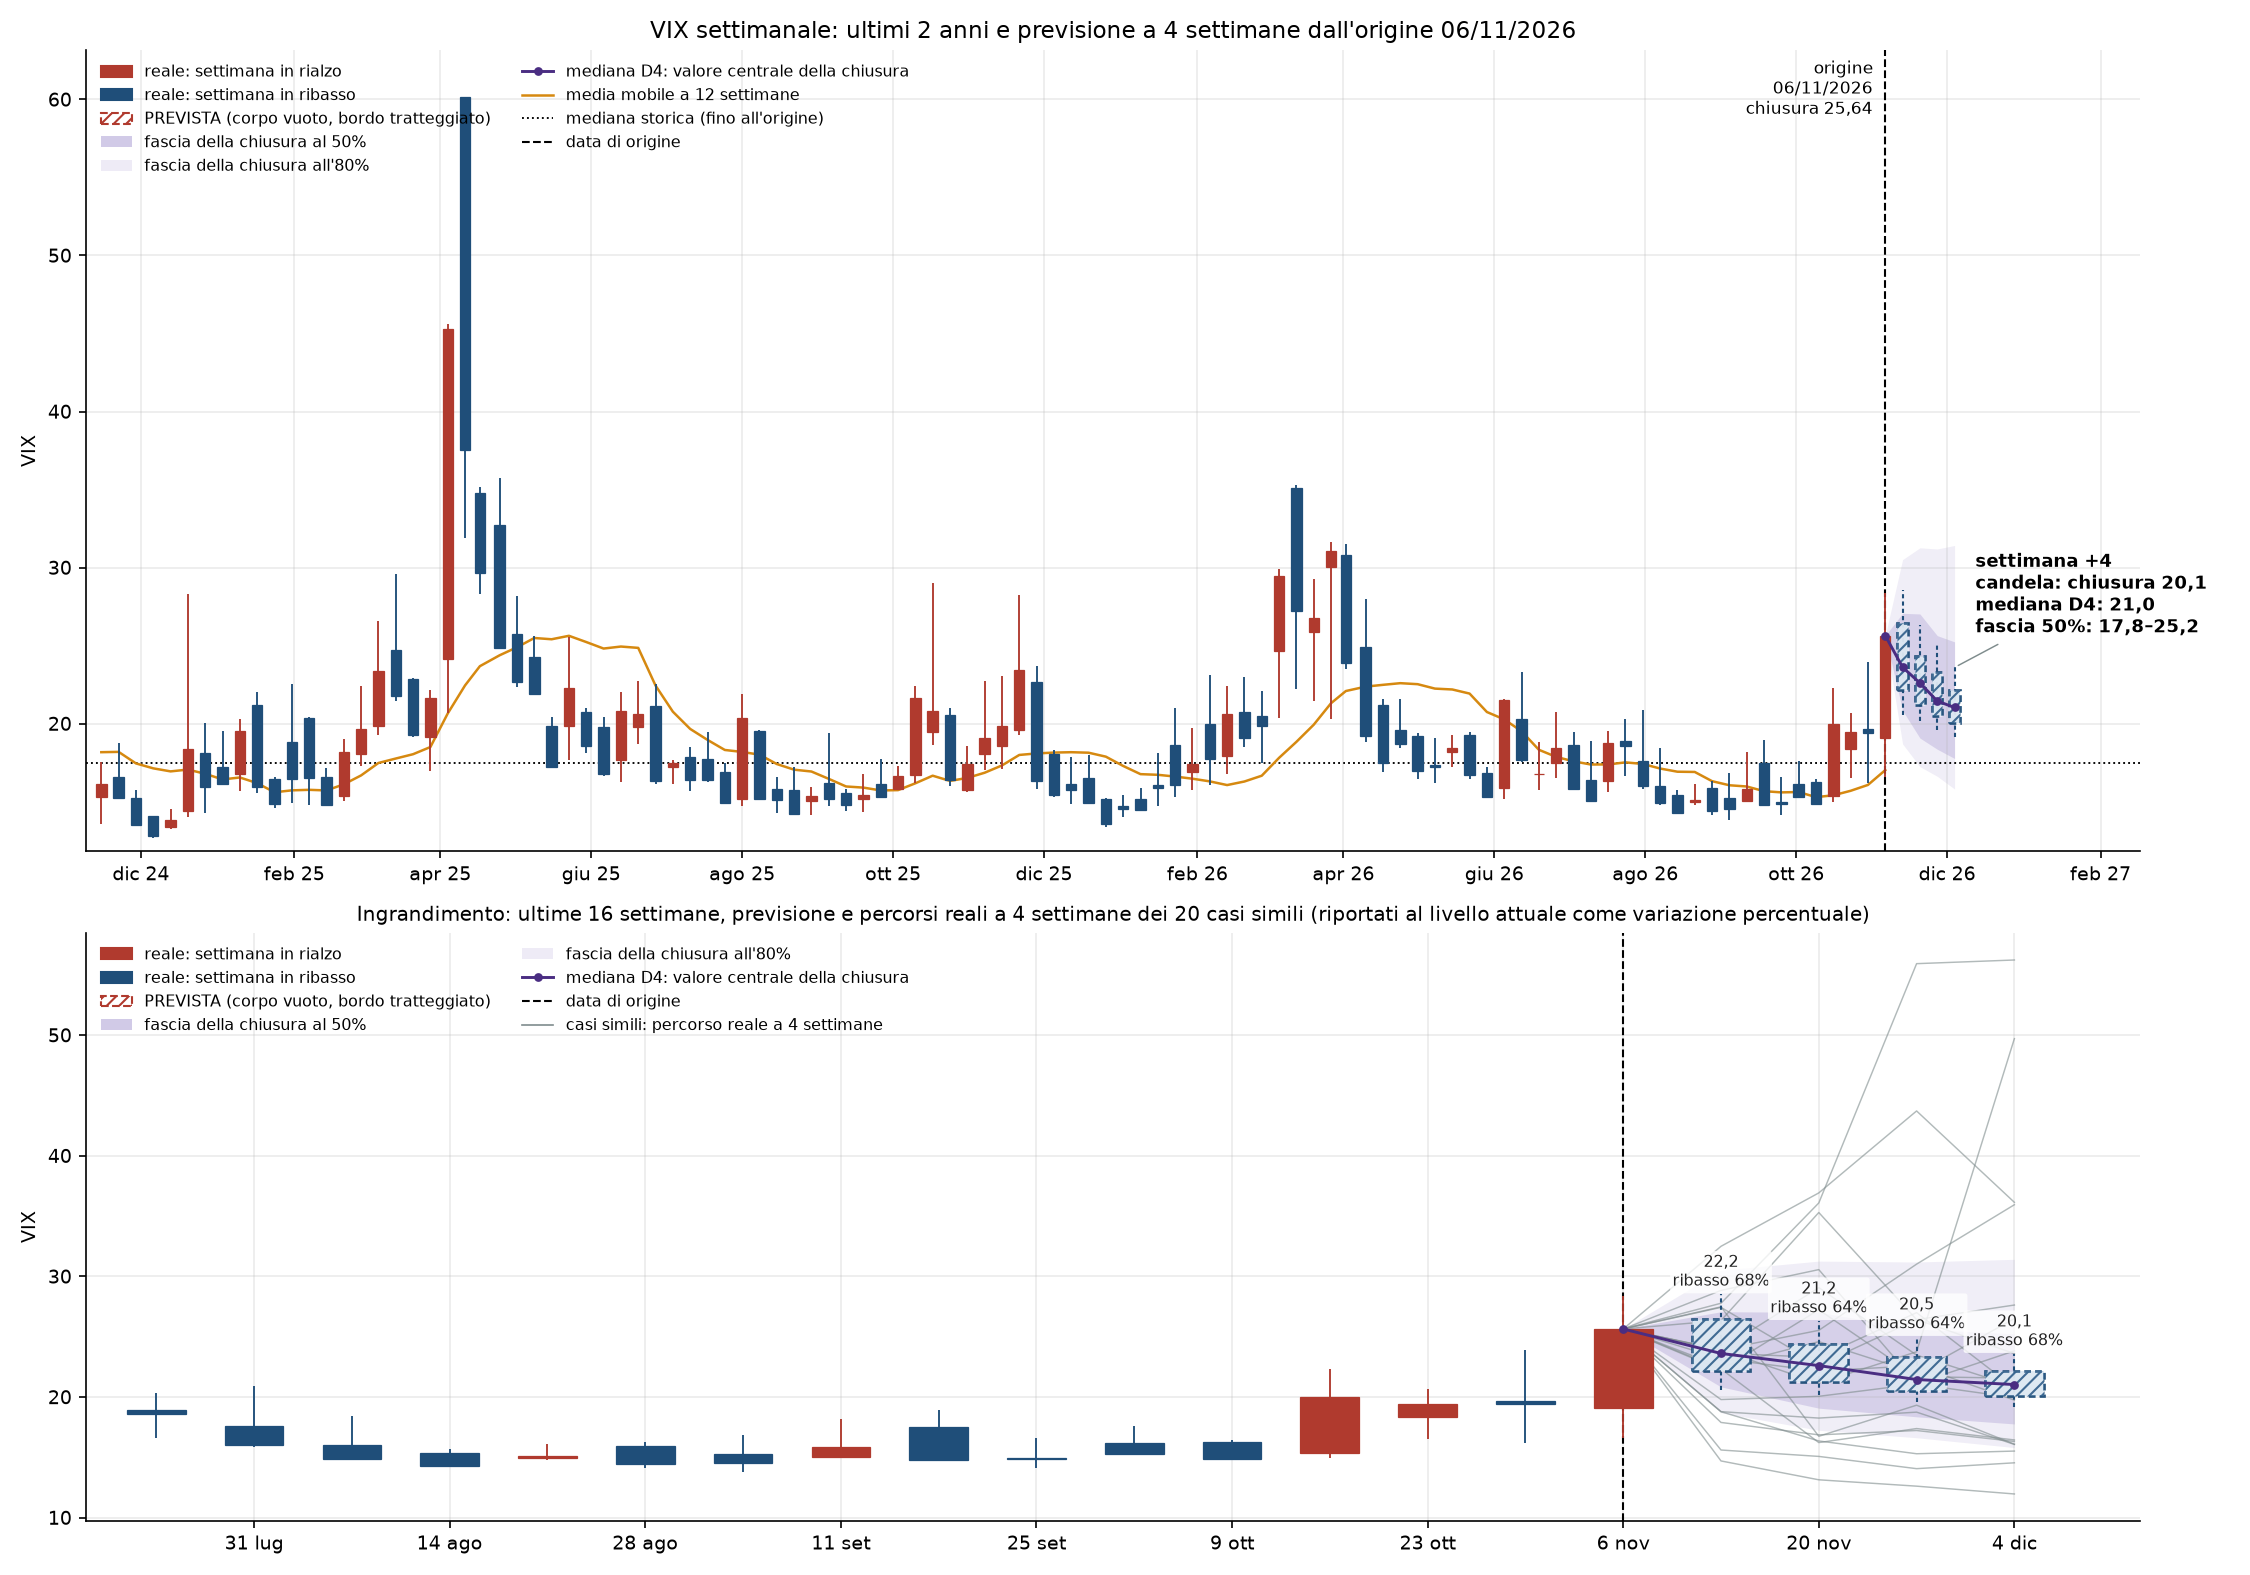 VIX settimanale: ultimi 2 anni e previsione a 4 settimane dall'origine 06/11/2026
reale: settimana in rialzo
reale: settimana in ribasso
PREVISTA (corpo vuoto, bordo tratteggiato)
fascia della chiusura al 50%
fascia della chiusura all'80%
mediana D4: valore centrale della chiusura
media mobile a 12 settimane
mediana storica (fino all'origine)
data di origine
origine
06/11/2026
chiusura 25,64
60
50
40
30
20
VIX
settimana +4
candela: chiusura 20,1
mediana D4: 21,0
fascia 50%: 17,8–25,2
dic 24
feb 25
apr 25
giu 25
ago 25
ott 25
dic 25
feb 26
apr 26
giu 26
ago 26
ott 26
dic 26
feb 27
Ingrandimento: ultime 16 settimane, previsione e percorsi reali a 4 settimane dei 20 casi simili (riportati al livello attuale come variazione percentuale)
reale: settimana in rialzo
reale: settimana in ribasso
PREVISTA (corpo vuoto, bordo tratteggiato)
fascia della chiusura al 50%
fascia della chiusura all'80%
mediana D4: valore centrale della chiusura
data di origine
casi simili: percorso reale a 4 settimane
50
40
30
20
10
VIX
22,2
ribasso 68%
21,2
ribasso 64%
20,5
ribasso 64%
20,1
ribasso 68%
31 lug
14 ago
28 ago
11 set
25 set
9 ott
23 ott
6 nov
20 nov
4 dic